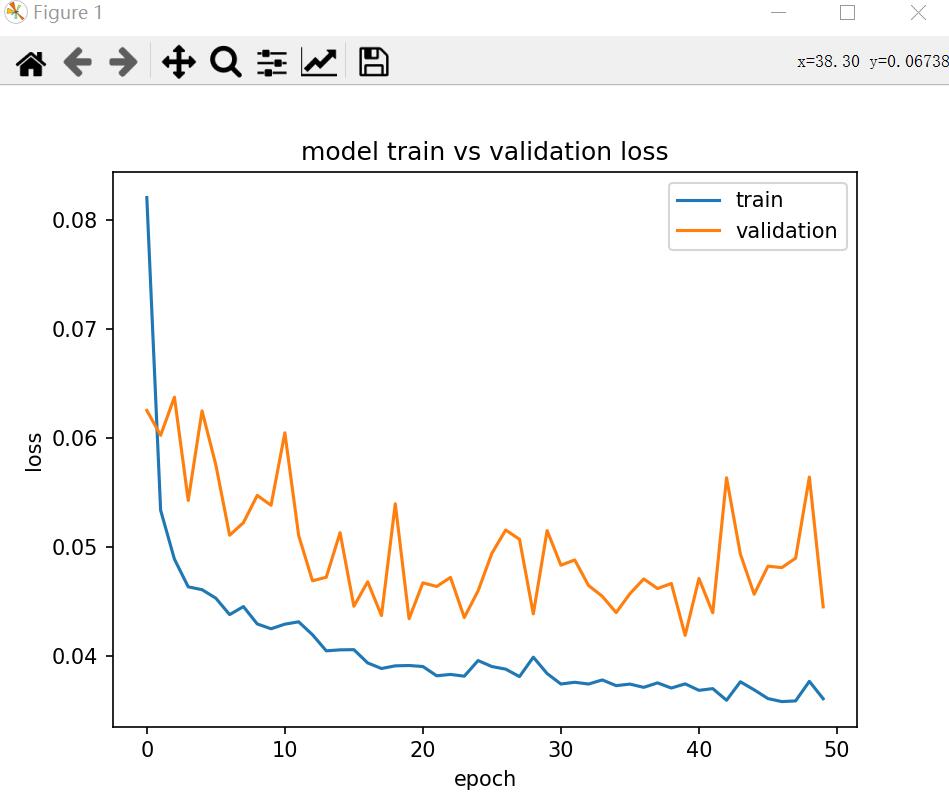 Figure 1
x=38.30 y=0.06738
model train vs validation loss
train
validation
0.08
0.07
0.06
0.05
0.04
loss
0 10 20 30 40 50
epoch